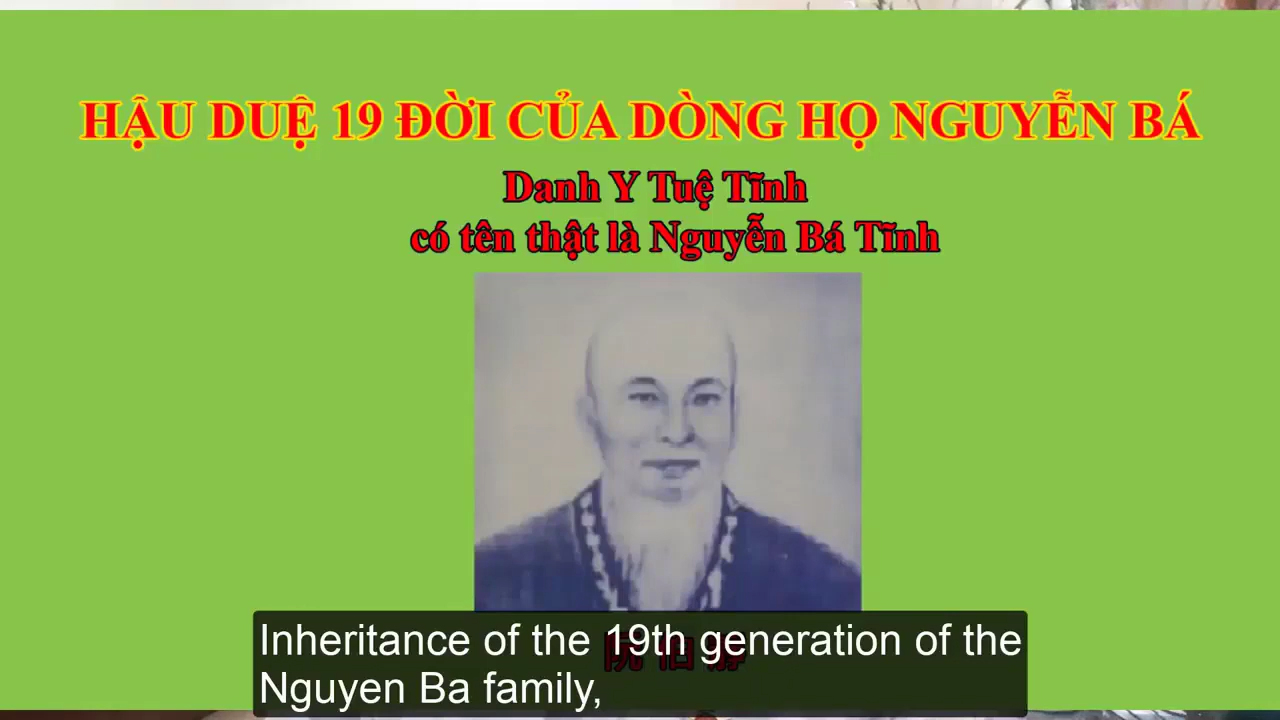 HẬU DUỆ 19 ĐỜI CỦA DÒNG HỌ NGUYỄN BÁ
Danh Y Tuệ Tĩnh
có tên thật là Nguyễn Bá Tĩnh
Inheritance of the 19th generation of the
Nguyen Ba family,